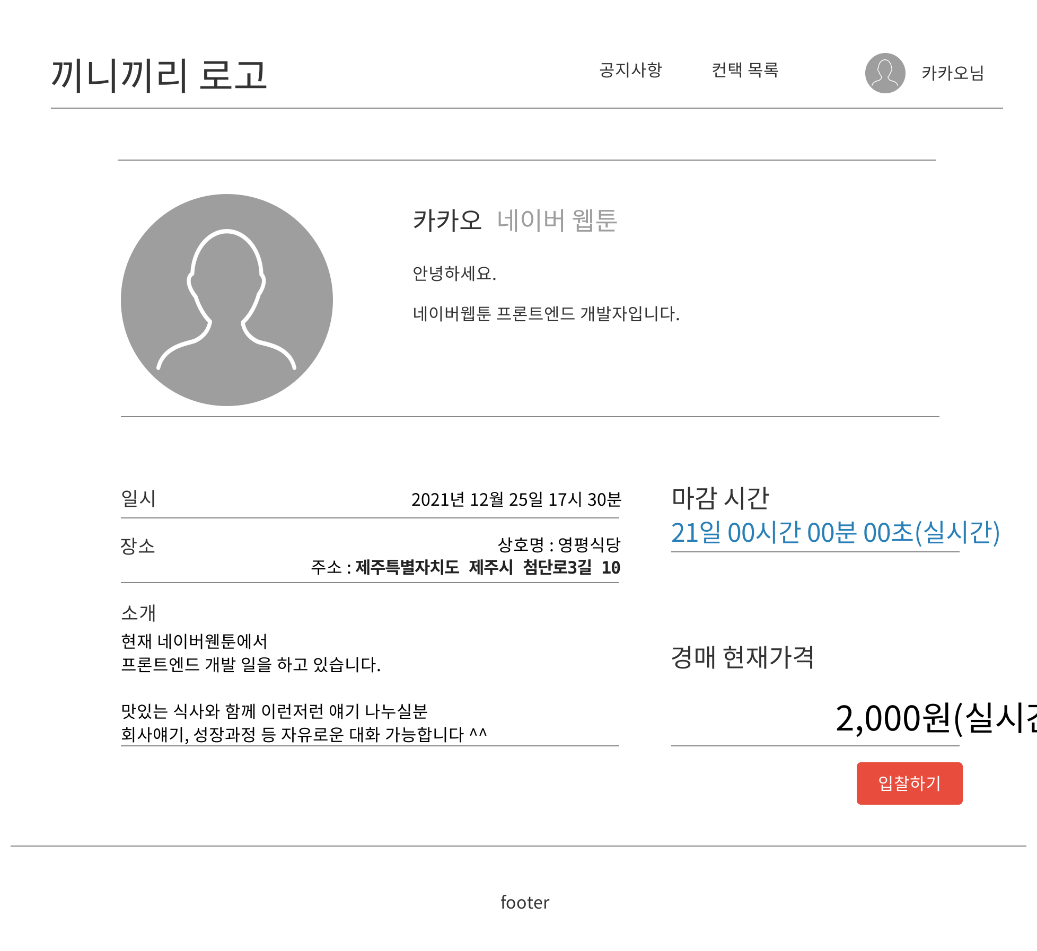 끼니끼리 로고
공지사항
컨택 목록
카카오님
카카오 네이버 웹툰
안녕하세요.
네이버웹툰 프론트엔드 개발자입니다.
일시
2021년 12월 25일 17시 30분
장소
상호명 : 영평식당
주소 : 제주특별자치도 제주시 첨단로3길 10
소개
현재 네이버웬툰에서
프론트엔드 개발 일을 하고 있습니다.
맛있는 식사와 함께 이런저런 얘기 나누실분
회사얘기, 성장과정 등 자유로운 대화 가능합니다 ^^
마감 시간
21일 00시간 00분 00초(실시간)
경매 현재가격
2,000원(실시
입찰하기
footer